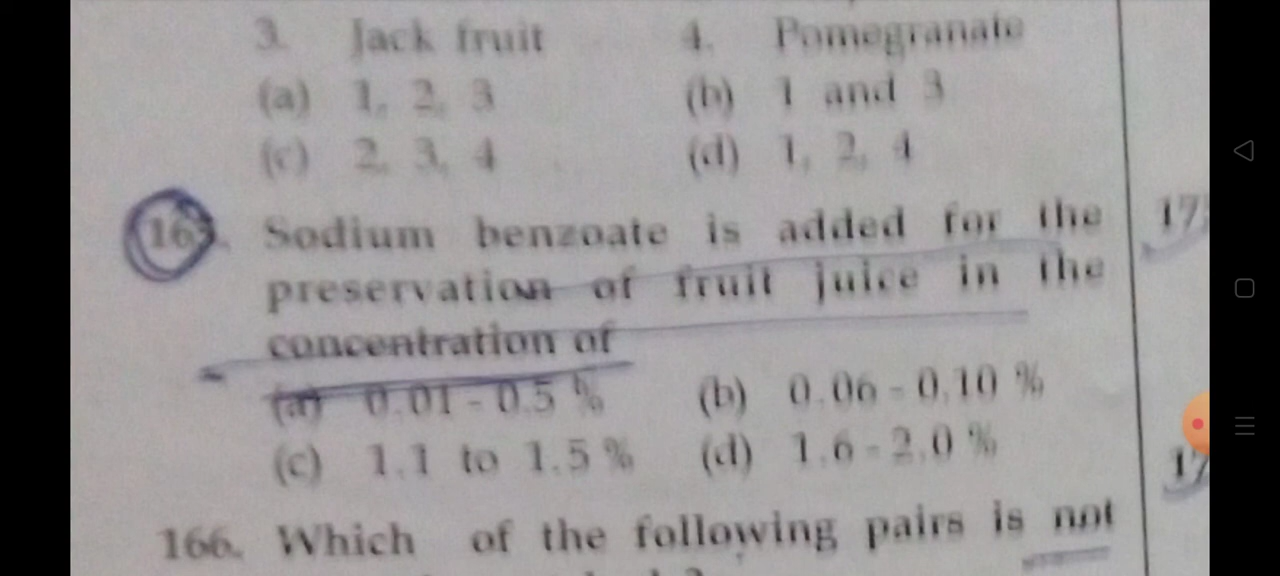 3. Jack fruit 4. Pomegranate
(a) 1, 2, 3 (b) 1 and 3
(c) 2, 3, 4 (d) 1, 2, 4
Sodium benzoate is added for the
preservation of fruit juice in the
concentration of
(a) 0.01 - 0.5 % (b) 0.06 - 0.10 %
(c) 1.1 to 1.5 % (d) 1.6 - 2.0 %
166. Which of the following pairs is not